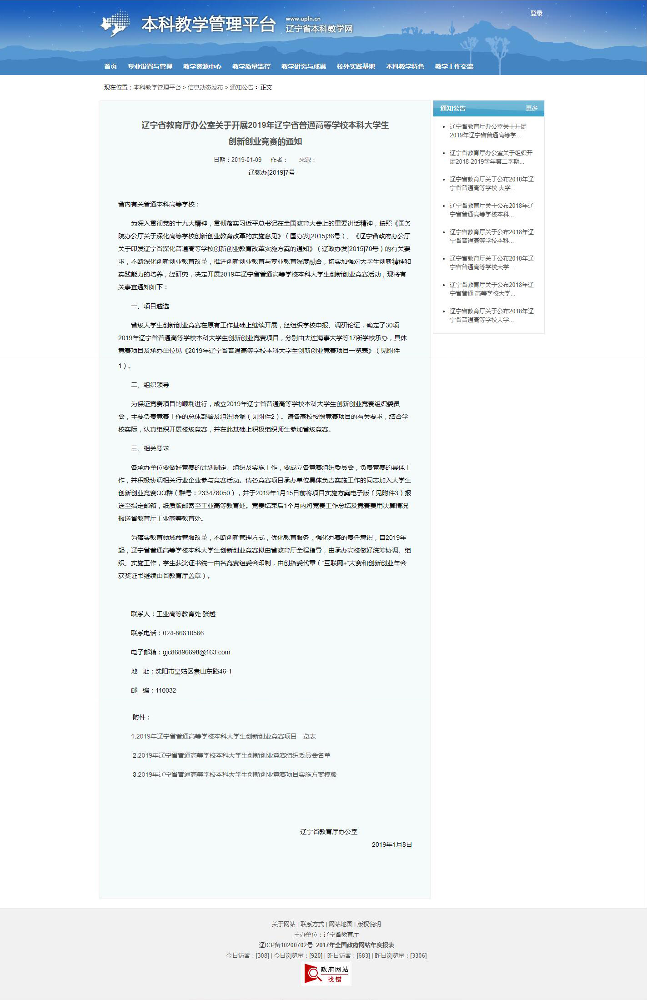 登录
本科教学管理平台
www.upln.cn
辽宁省本科教学网
首页 专业设置与管理 教学资源中心 教学质量监控 教学研究与成果 校外实践基地 本科教学特色 教学工作交流
现在位置：本科教学管理平台 > 信息动态发布 > 通知公告 > 正文
辽宁省教育厅办公室关于开展2019年辽宁省普通高等学校本科大学生
创新创业竞赛的通知
日期：2019-01-09 作者： 来源：
辽教办[2019]7号
省内有关普通本科高等学校：
为深入贯彻党的十九大精神，贯彻落实习近平总书记在全国教育大会上的重要讲话精神，按照《国务
院办公厅关于深化高等学校创新创业教育改革的实施意见》（国办发[2015]36号）、《辽宁省政府办公厅
关于印发辽宁省深化普通高等学校创新创业教育改革实施方案的通知》（辽政办发[2015]70号）的有关要
求，不断深化创新创业教育改革，推进创新创业教育与专业教育深度融合，切实加强对大学生创新精神和
实践能力的培养，经研究，决定开展2019年辽宁省普通高等学校本科大学生创新创业竞赛活动，现将有
关事宜通知如下：
一、项目遴选
省级大学生创新创业竞赛在原有工作基础上继续开展，经组织学校申报、调研论证，确定了30项
2019年辽宁省普通高等学校本科大学生创新创业竞赛项目，分别由大连海事大学等17所学校承办，具体
竞赛项目及承办单位见《2019年辽宁省普通高等学校本科大学生创新创业竞赛项目一览表》（见附件
1）。
二、组织领导
为保证竞赛项目的顺利进行，成立2019年辽宁省普通高等学校本科大学生创新创业竞赛组织委员
会，主要负责竞赛工作的总体部署及组织协调（见附件2）。请各高校按照竞赛项目的有关要求，结合学
校实际，认真组织开展校级竞赛，并在此基础上积极组织师生参加省级竞赛。
三、相关要求
各承办单位要做好竞赛的计划制定、组织及实施工作，要成立各竞赛组织委员会，负责竞赛的具体工
作，并积极协调相关行业企业参与竞赛活动。请各竞赛项目承办单位具体负责实施工作的同志加入大学生
创新创业竞赛QQ群（群号：233478050），并于2019年1月15日前将项目实施方案电子版（见附件3）报
送至指定邮箱，纸质版邮寄至工业高等教育处。竞赛结束后1个月内将竞赛工作总结及竞赛费用决算情况
报送省教育厅工业高等教育处。
为落实教育领域放管服改革，不断创新管理方式，优化教育服务，强化办赛的责任意识，自2019年
起，辽宁省普通高等学校本科大学生创新创业竞赛拟由省教育厅全程指导，由承办高校做好统筹协调、组
织、实施工作，学生获奖证书统一由各竞赛组委会印制，由创指委代章（“互联网+”大赛和创新创业年会
获奖证书继续由省教育厅盖章）。
联系人：工业高等教育处 张越
联系电话：024-86610566
电子邮箱：gjc86896698@163.com
地 址：沈阳市皇姑区崇山东路46-1
邮 编：110032
附件：
1.2019年辽宁省普通高等学校本科大学生创新创业竞赛项目一览表
2.2019年辽宁省普通高等学校本科大学生创新创业竞赛组织委员会名单
3.2019年辽宁省普通高等学校本科大学生创新创业竞赛项目实施方案模版
辽宁省教育厅办公室
2019年1月8日
通知公告 更多
辽宁省教育厅办公室关于开展
2019年辽宁省普通高等学...
辽宁省教育厅办公室关于组织开
展2018-2019学年第二学期...
辽宁省教育厅关于公布2018年辽
宁省普通高等学校 大学...
辽宁省教育厅关于公布2018年辽
宁省普通高等学校本科...
辽宁省教育厅关于公布2018年辽
宁省普通高等学校本科...
辽宁省教育厅关于公布2018年辽
宁省普通高等学校大学...
辽宁省教育厅关于公布2018年辽
宁省普通 高等学校大学...
辽宁省教育厅关于公布2018年辽
宁省普通高等学校大学...
关于网站 | 联系方式 | 网站地图 | 版权说明
主办单位：辽宁省教育厅
辽ICP备10200702号 2017年全国政府网站年度报表
今日访客：[308] | 今日浏览量：[920] | 昨日访客：[683] | 昨日浏览量：[3306]
政府网站
找错